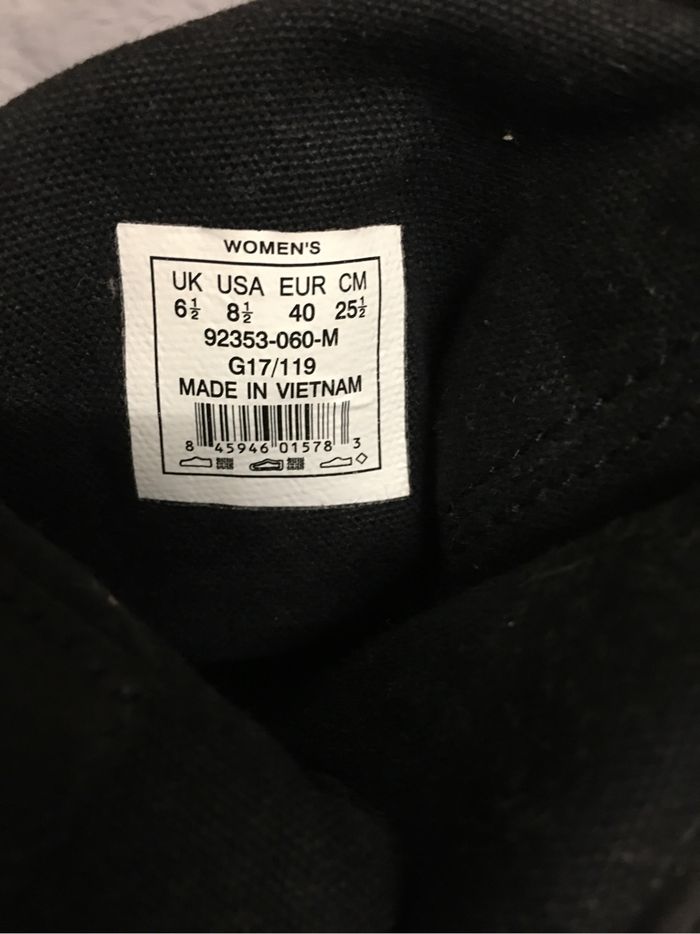 WOMEN'S
UK USA EUR CM
6½ 8½ 40 25½
92353-060-M
G17/119
MADE IN VIETNAM
8 45946 01578 3